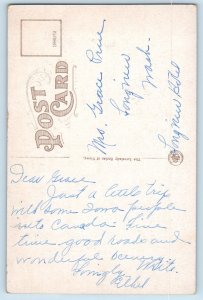 POST CARD
Mrs. Grace Price
Longview
Wash.
Longview Hotel
Dear Grace
Just a little trip
with some Iowa people
into Canada. Fine
time, good roads and
wonderful scenery.
Lovingly
Ethel